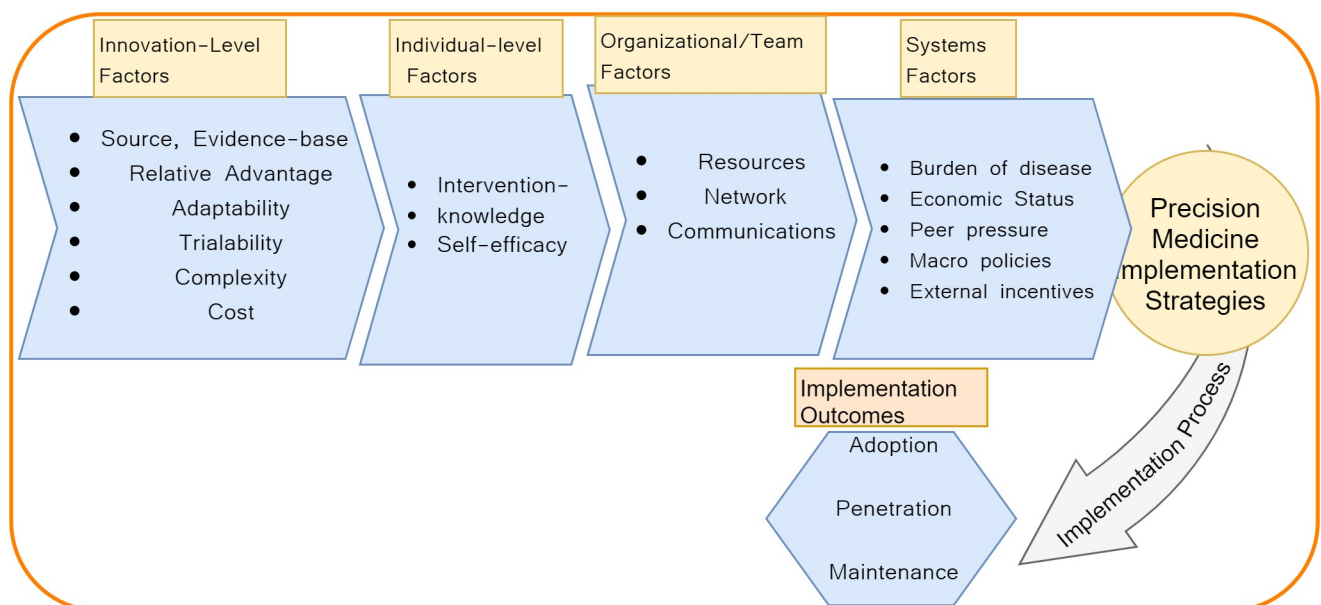 Innovation-Level
Factors
Source, Evidence-base
Relative Advantage
Adaptability
Trialability
Complexity
Cost
Individual-level
Factors
Intervention-
knowledge
Self-efficacy
Organizational/Team
Factors
Resources
Network
Communications
Systems
Factors
Burden of disease
Economic Status
Peer pressure
Macro policies
External incentives
Precision
Medicine
Implementation
Strategies
Implementation Process
Implementation
Outcomes
Adoption
Penetration
Maintenance